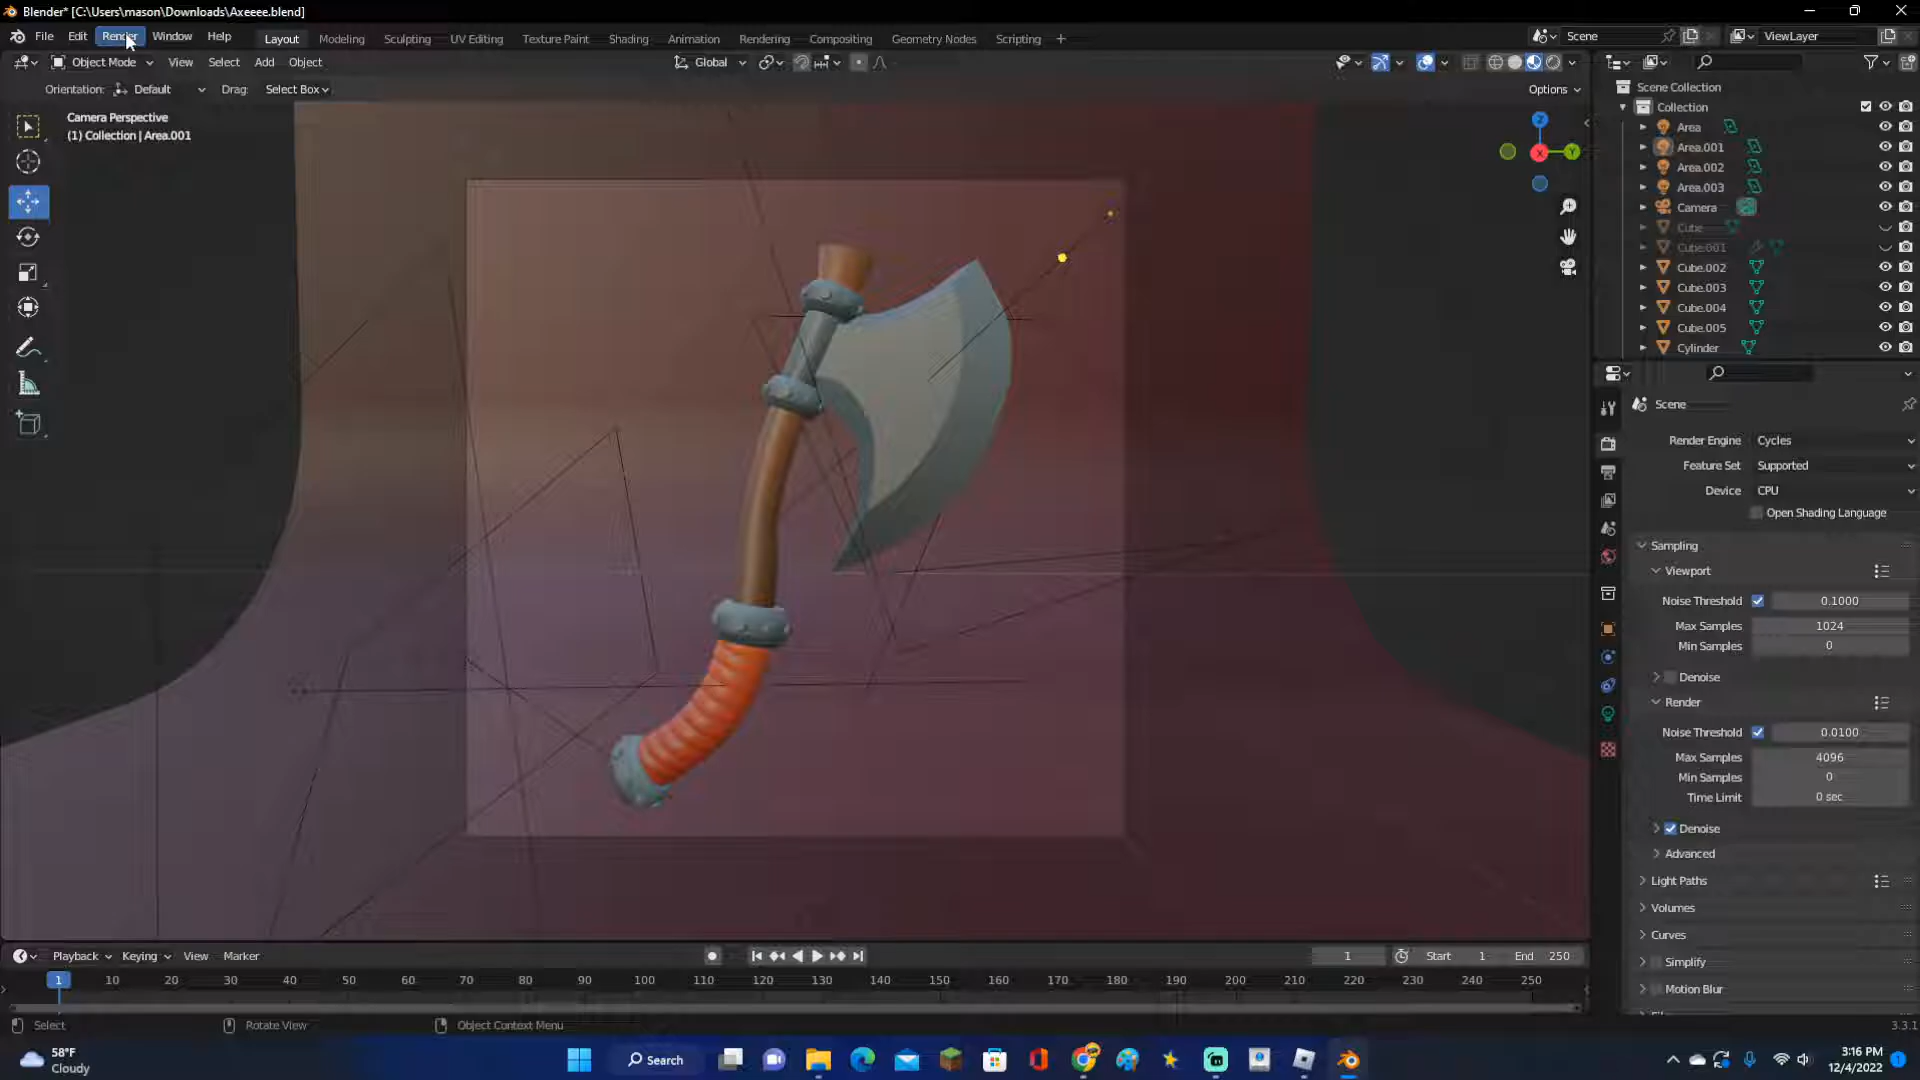 Blender* [C:\Users\mason\Downloads\Axeeee.blend]
File Edit Render Window Help Layout Modeling Sculpting UV Editing Texture Paint Shading Animation Rendering Compositing Geometry Nodes Scripting + Scene ViewLayer
Object Mode View Select Add Object Global
Orientation: Default Drag: Select Box Options
Camera Perspective
(1) Collection | Area.001
Z
Y
X
Scene Collection
Collection
Area
Area.001
Area.002
Area.003
Camera
Cube
Cube.001
Cube.002
Cube.003
Cube.004
Cube.005
Cylinder
Scene
Render Engine Cycles
Feature Set Supported
Device CPU
Open Shading Language
Sampling
Viewport
Noise Threshold 0.1000
Max Samples 1024
Min Samples 0
Denoise
Render
Noise Threshold 0.0100
Max Samples 4096
Min Samples 0
Time Limit 0 sec
Denoise
Advanced
Light Paths
Volumes
Curves
Simplify
Motion Blur
Playback Keying View Marker 1 Start 1 End 250
1 10 20 30 40 50 60 70 80 90 100 110 120 130 140 150 160 170 180 190 200 210 220 230 240 250
Select Rotate View Object Context Menu 3.3.1
58°F
Cloudy
Search
3:16 PM
12/4/2022
1